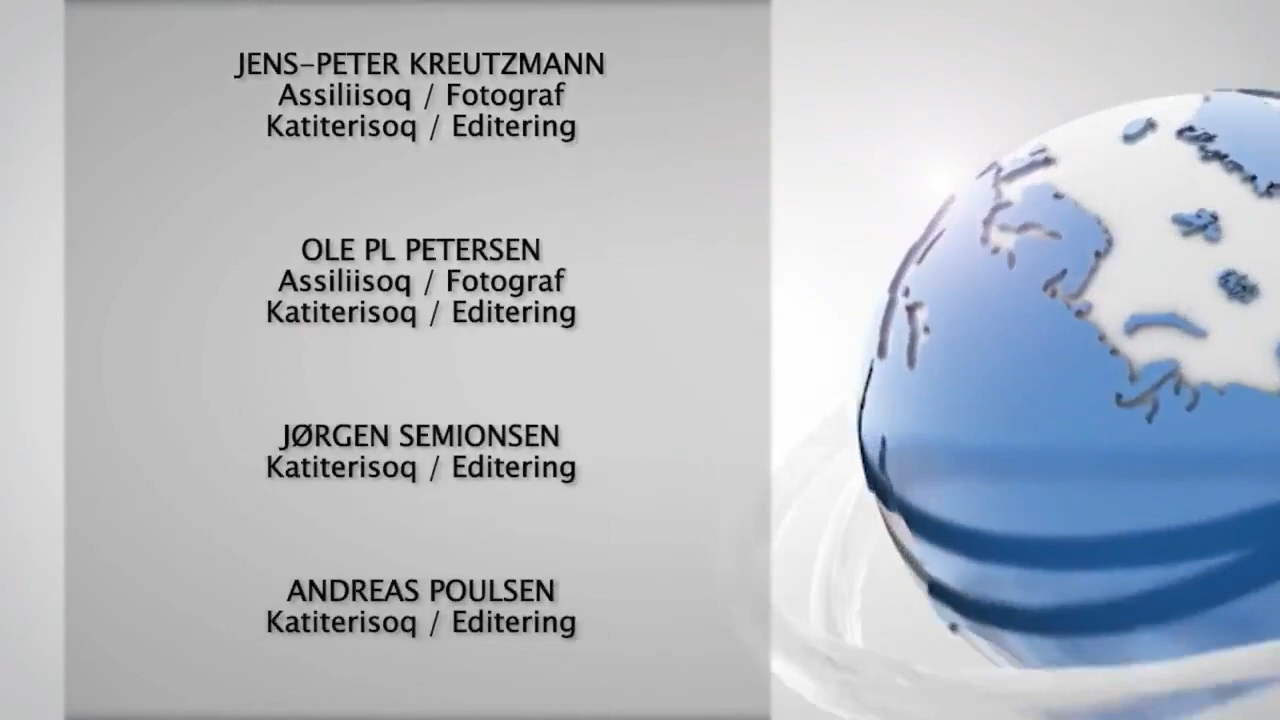 JENS-PETER KREUTZMANN
Assiliisoq / Fotograf
Katiterisoq / Editering
OLE PL PETERSEN
Assiliisoq / Fotograf
Katiterisoq / Editering
JØRGEN SEMIONSEN
Katiterisoq / Editering
ANDREAS POULSEN
Katiterisoq / Editering